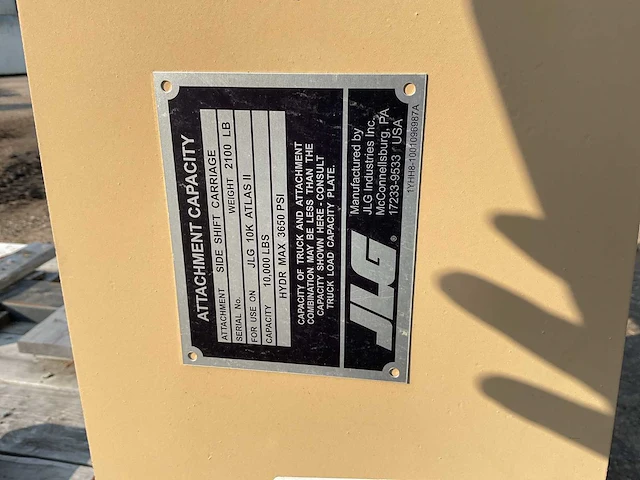 ATTACHMENT CAPACITY
ATTACHMENT SIDE SHIFT CARRIAGE
SERIAL No. WEIGHT 2100 LB
FOR USE ON JLG 10K ATLAS II
CAPACITY 10,000 LBS
HYDR MAX 3650 PSI
CAPACITY OF TRUCK AND ATTACHMENT
COMBINATION MAY BE LESS THAN THE
CAPACITY SHOWN HERE - CONSULT
TRUCK LOAD CAPACITY PLATE.
JLG®
Manufactured by
JLG Industries Inc.
McConnellsburg, PA
17233-9533 USA
1YHH8-1001096987A